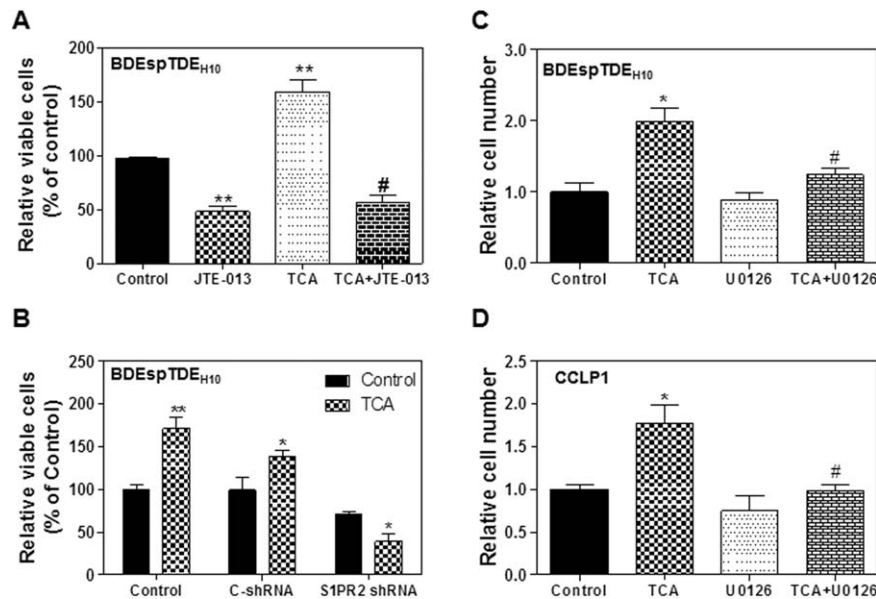 A
BDEspTDEH10
Relative viable cells
(% of control)
200
150
100
50
0
**
**
#
Control JTE-013 TCA TCA+JTE-013
B
BDEspTDEH10
Control
TCA
Relative viable cells
(% of Control)
250
200
150
100
50
0
**
*
*
Control C-shRNA S1PR2 shRNA
C
BDEspTDEH10
Relative cell number
3.0
2.0
1.0
0.0
*
#
Control TCA U0126 TCA+U0126
D
CCLP1
Relative cell number
2.5
2.0
1.5
1.0
0.5
0.0
*
#
Control TCA U0126 TCA+U0126